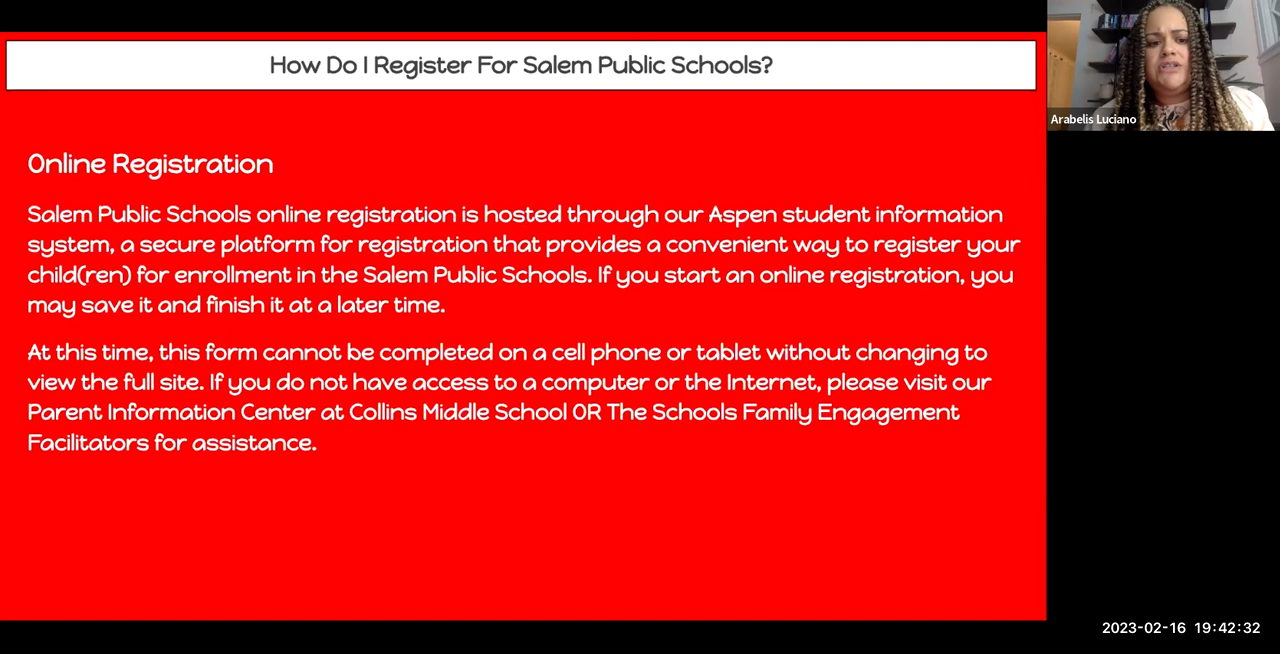 How Do I Register For Salem Public Schools?
Arabelis Luciano
Online Registration
Salem Public Schools online registration is hosted through our Aspen student information
system, a secure platform for registration that provides a convenient way to register your
child(ren) for enrollment in the Salem Public Schools. If you start an online registration, you
may save it and finish it at a later time.
At this time, this form cannot be completed on a cell phone or tablet without changing to
view the full site. If you do not have access to a computer or the Internet, please visit our
Parent Information Center at Collins Middle School OR The Schools Family Engagement
Facilitators for assistance.
2023-02-16 19:42:32